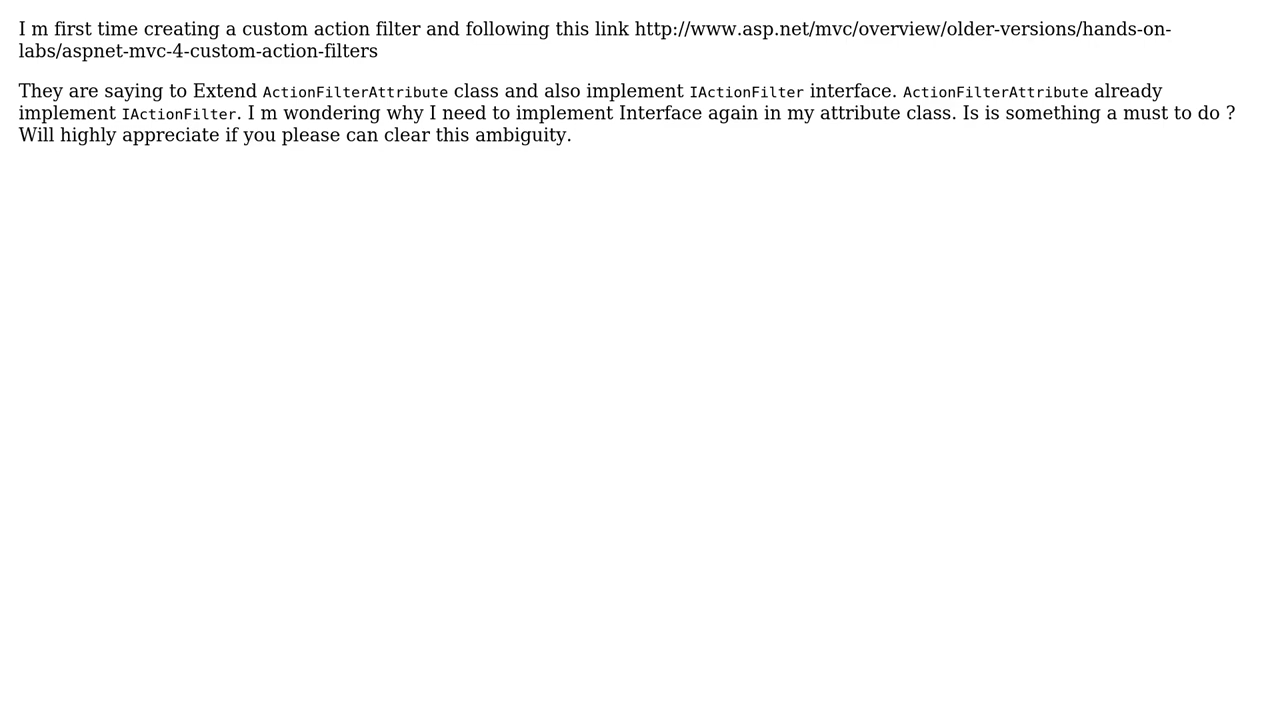 I m first time creating a custom action filter and following this link http://www.asp.net/mvc/overview/older-versions/hands-on-
labs/aspnet-mvc-4-custom-action-filters
They are saying to Extend ActionFilterAttribute class and also implement IActionFilter interface. ActionFilterAttribute already
implement IActionFilter. I m wondering why I need to implement Interface again in my attribute class. Is is something a must to do ?
Will highly appreciate if you please can clear this ambiguity.